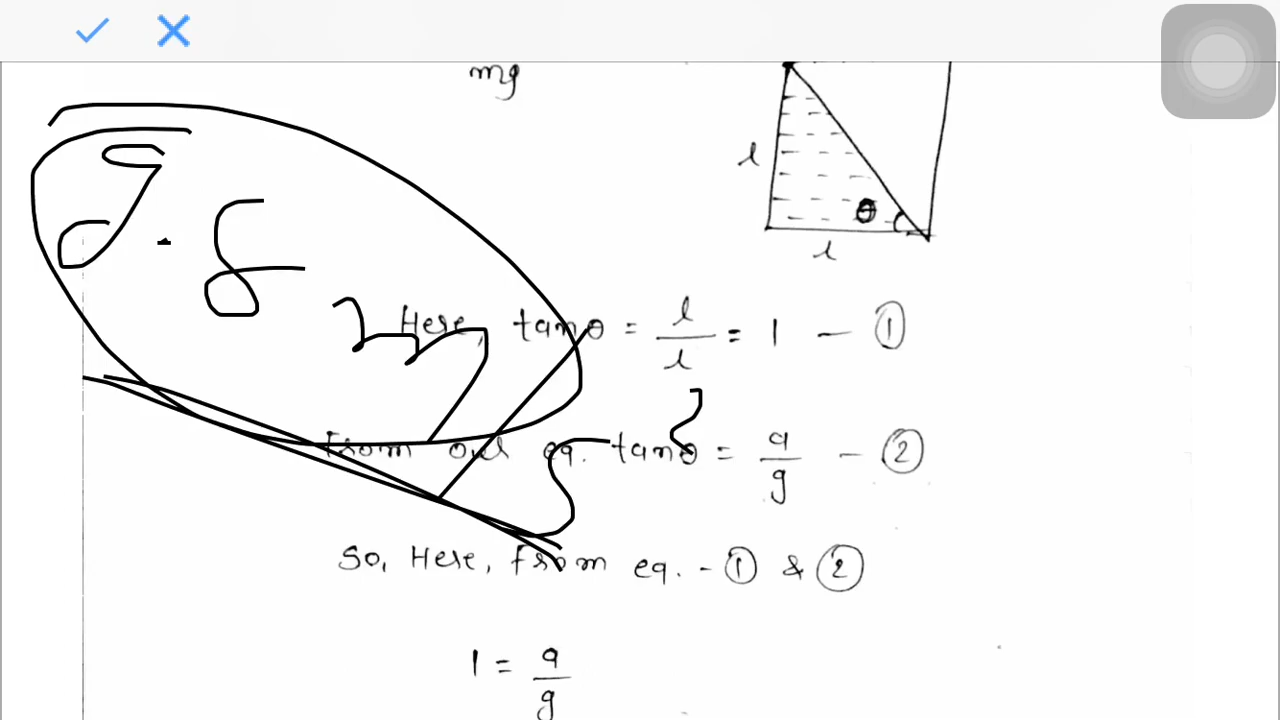 mg
l
θ
l
Here, tanθ = l/l = 1 - ①
From our eq. tanθ = a/g - ②
So, Here, From eq. - ① & ②
1 = a/g